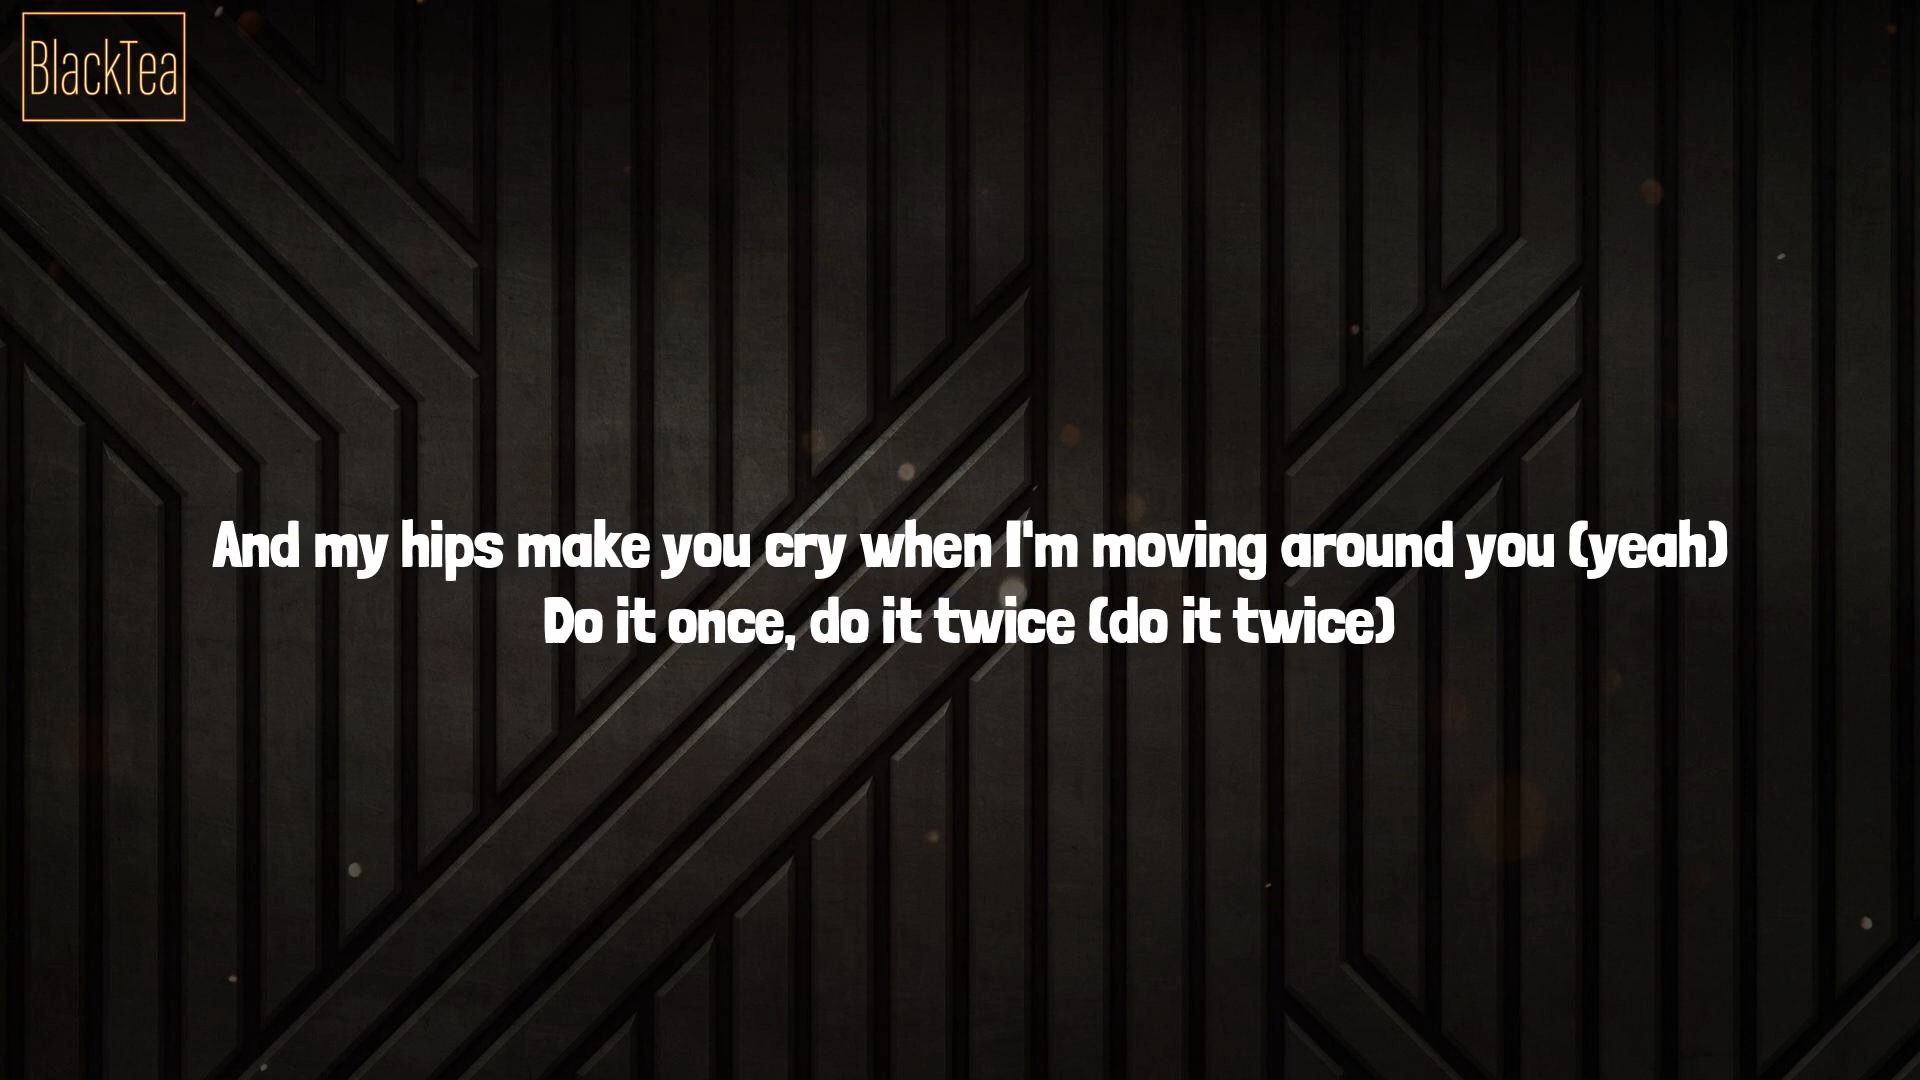 BlackTea
And my hips make you cry when I'm moving around you (yeah)
Do it once, do it twice (do it twice)